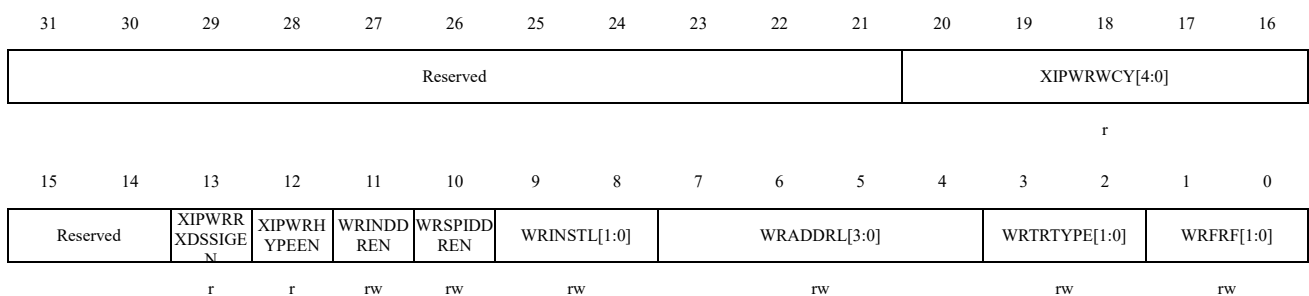 31 30 29 28 27 26 25 24 23 22 21 20 19 18 17 16
Reserved XIPWRWCY[4:0]
r
15 14 13 12 11 10 9 8 7 6 5 4 3 2 1 0
Reserved XIPWRR XDSSIGE N XIPWRH YPEEN WRINDD REN WRSPIDD REN WRINSTL[1:0] WRADDRL[3:0] WRTRTYPE[1:0] WRFRF[1:0]
r r rw rw rw rw rw rw